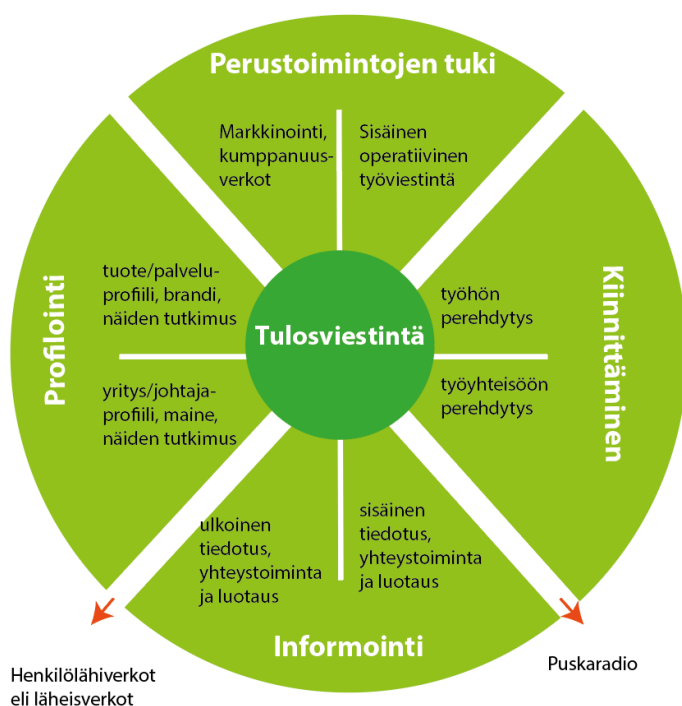 Perustoimintojen tuki
Markkinointi,
kumppanuus-
verkot
Sisäinen
operatiivinen
työviestintä
Profilointi
tuote/palvelu-
profiili, brandi,
näiden tutkimus
yritys/johtaja-
profiili, maine,
näiden tutkimus
Tulosviestintä
työhön
perehdytys
työyhteisöön
perehdytys
Kiinnittäminen
ulkoinen
tiedotus,
yhteystoiminta
ja luotaus
sisäinen
tiedotus,
yhteystoiminta
ja luotaus
Informointi
Henkilölähiverkot
eli läheisverkot
Puskaradio